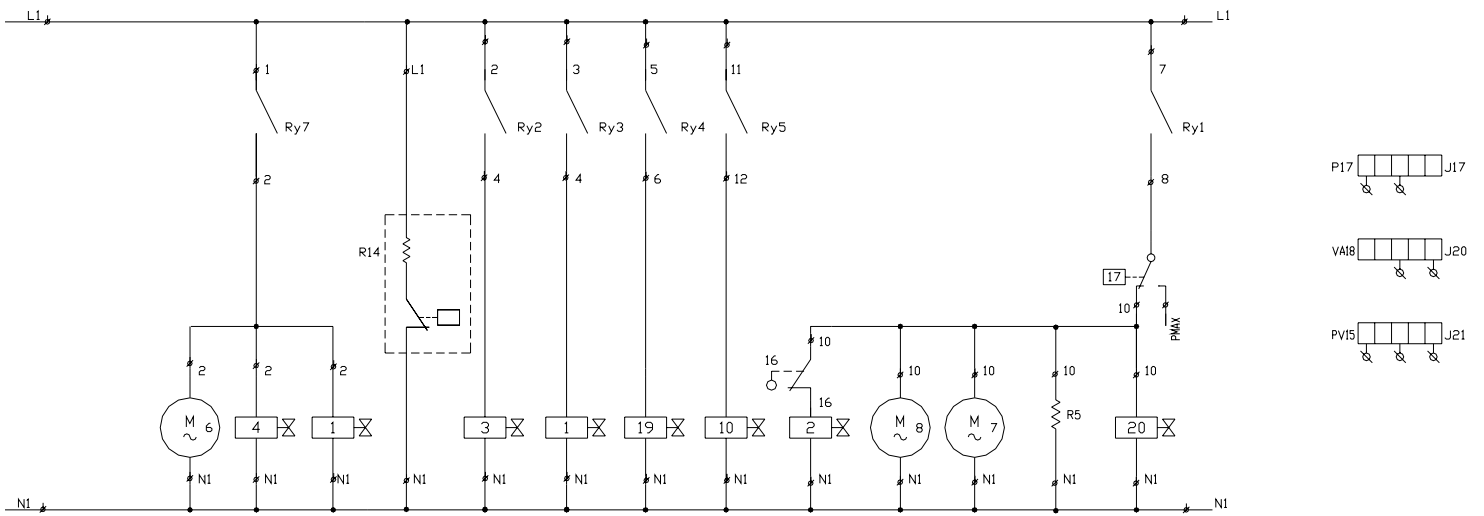 L1 L1
1 L1 2 3 5 11 7
Ry7 Ry2 Ry3 Ry4 Ry5 Ry1
2 4 4 6 12 8
P17 J17
R14
VA18 J20
17
10
PMAX
PV15 J21
10
16
2 2 2 10 10 10 10
16
R5
M 6 4 1 3 1 19 10 2 M 8 M 7 20
N1 N1 N1 N1 N1 N1 N1 N1 N1 N1 N1 N1 N1
N1 N1